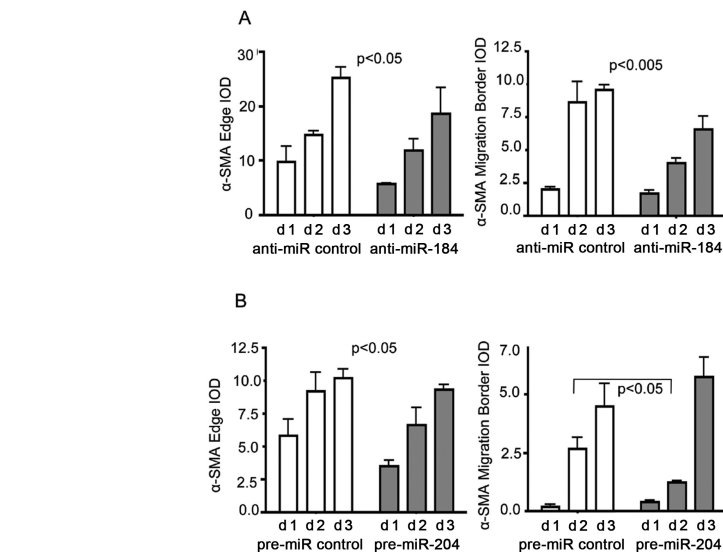 A
α-SMA Edge IOD
30
20
10
0
p<0.05
d 1 d 2 d 3 d 1 d 2 d 3
anti-miR control anti-miR-184
α-SMA Migration Border IOD
12.5
10.0
7.5
5.0
2.5
0.0
p<0.005
d 1 d 2 d 3 d 1 d 2 d 3
anti-miR control anti-miR-184
B
α-SMA Edge IOD
12.5
10.0
7.5
5.0
2.5
0.0
p<0.05
d 1 d 2 d 3 d 1 d 2 d 3
pre-miR control pre-miR-204
α-SMA Migration Border IOD
7.0
5.0
2.5
0.0
p<0.05
d 1 d 2 d 3 d 1 d 2 d 3
pre-miR control pre-miR-204